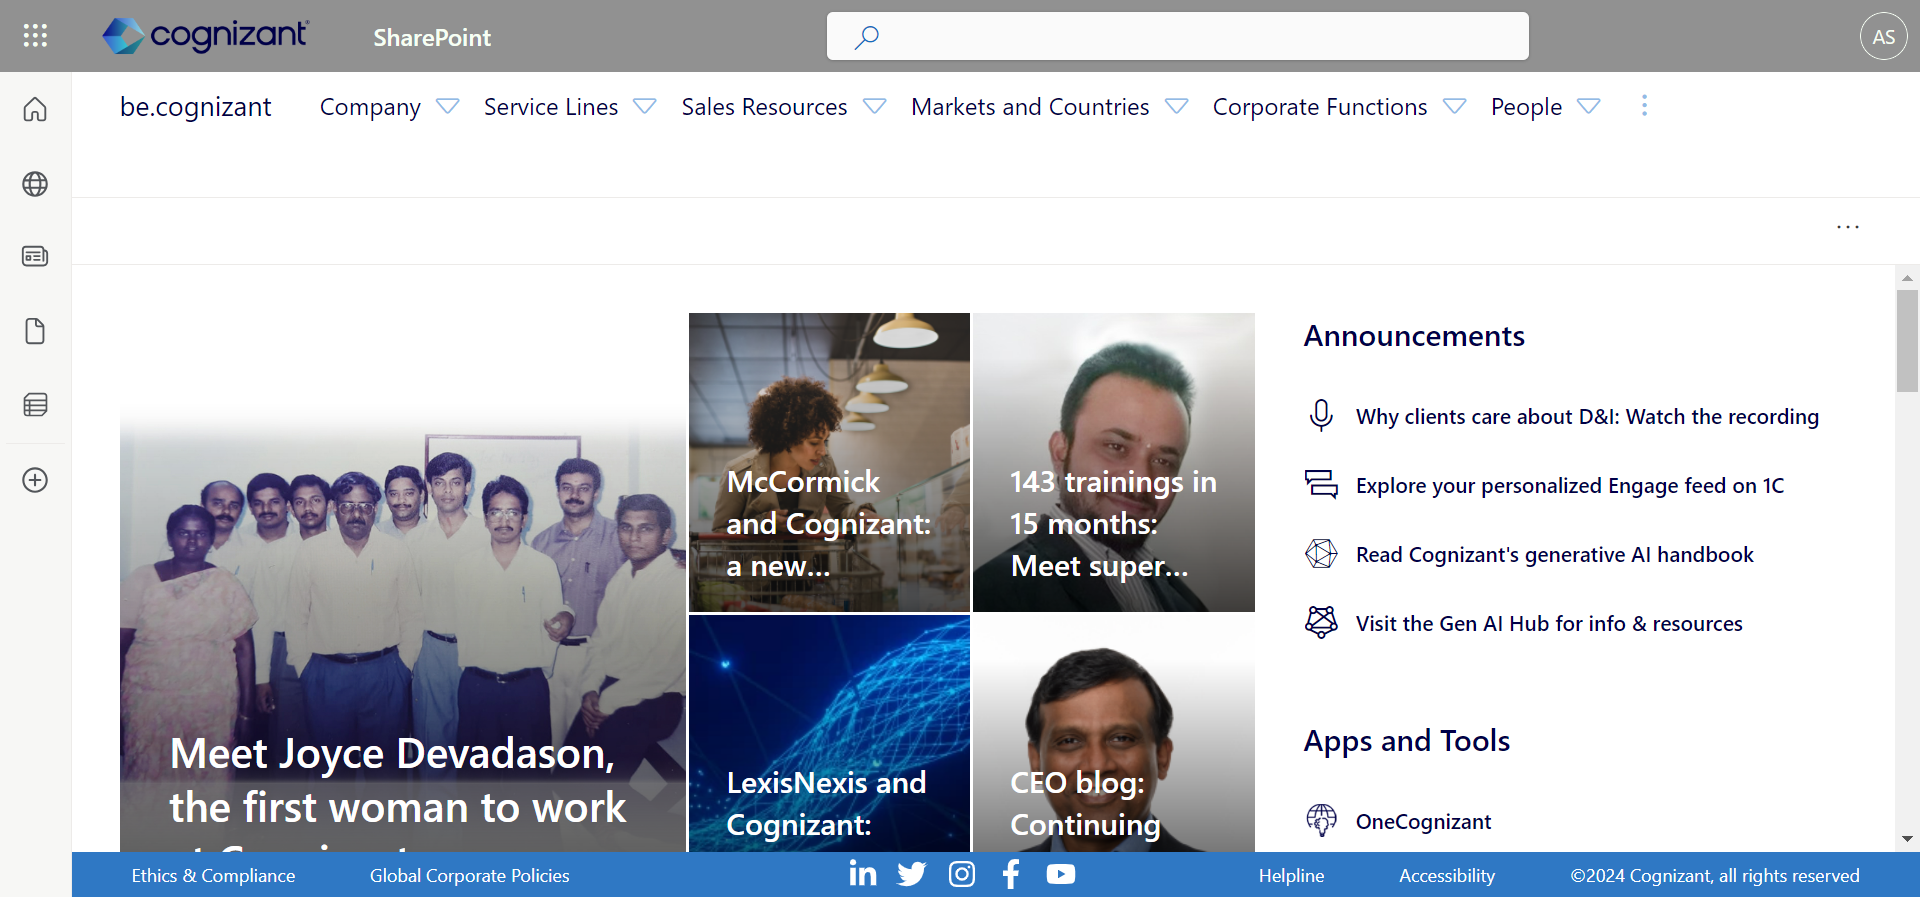 cognizant
SharePoint
AS
be.cognizant
Company
Service Lines
Sales Resources
Markets and Countries
Corporate Functions
People
...
McCormick
and Cognizant:
a new...
143 trainings in
15 months:
Meet super...
Meet Joyce Devadason,
the first woman to work
LexisNexis and
Cognizant:
CEO blog:
Continuing
Announcements
Why clients care about D&I: Watch the recording
Explore your personalized Engage feed on 1C
Read Cognizant's generative AI handbook
Visit the Gen AI Hub for info & resources
Apps and Tools
OneCognizant
Ethics & Compliance
Global Corporate Policies
in
Helpline
Accessibility
©2024 Cognizant, all rights reserved